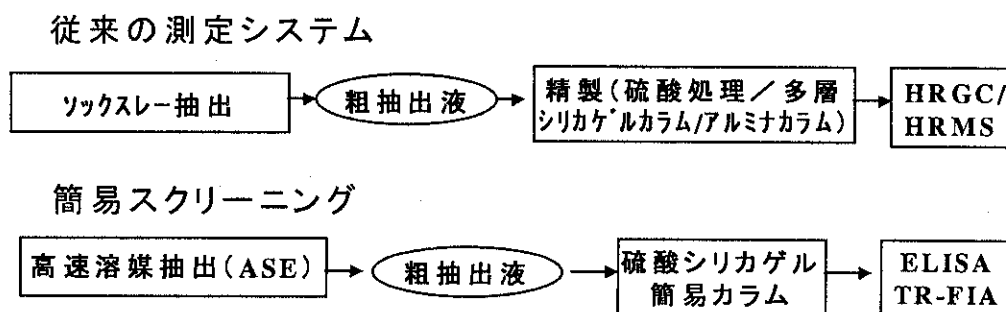 従来の測定システム
ソックスレー抽出
粗抽出液
精製(硫酸処理/多層
シリカゲルカラム/アルミナカラム)
HRGC/
HRMS
簡易スクリーニング
高速溶媒抽出(ASE)
粗抽出液
硫酸シリカゲル
簡易カラム
ELISA
TR-FIA